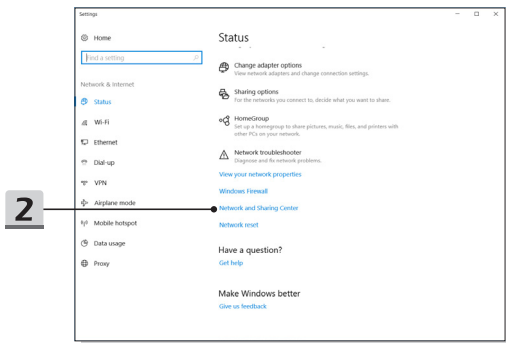 Settings
Home
Find a setting
Network & Internet
Status
Wi-Fi
Ethernet
Dial-up
VPN
Airplane mode
Mobile hotspot
Data usage
Proxy
2
Status
Change adapter options
View network adapters and change connection settings.
Sharing options
For the networks you connect to, decide what you want to share.
HomeGroup
Set up a homegroup to share pictures, music, files, and printers with
other PCs on your network.
Network troubleshooter
Diagnose and fix network problems.
View your network properties
Windows Firewall
Network and Sharing Center
Network reset
Have a question?
Get help
Make Windows better
Give us feedback